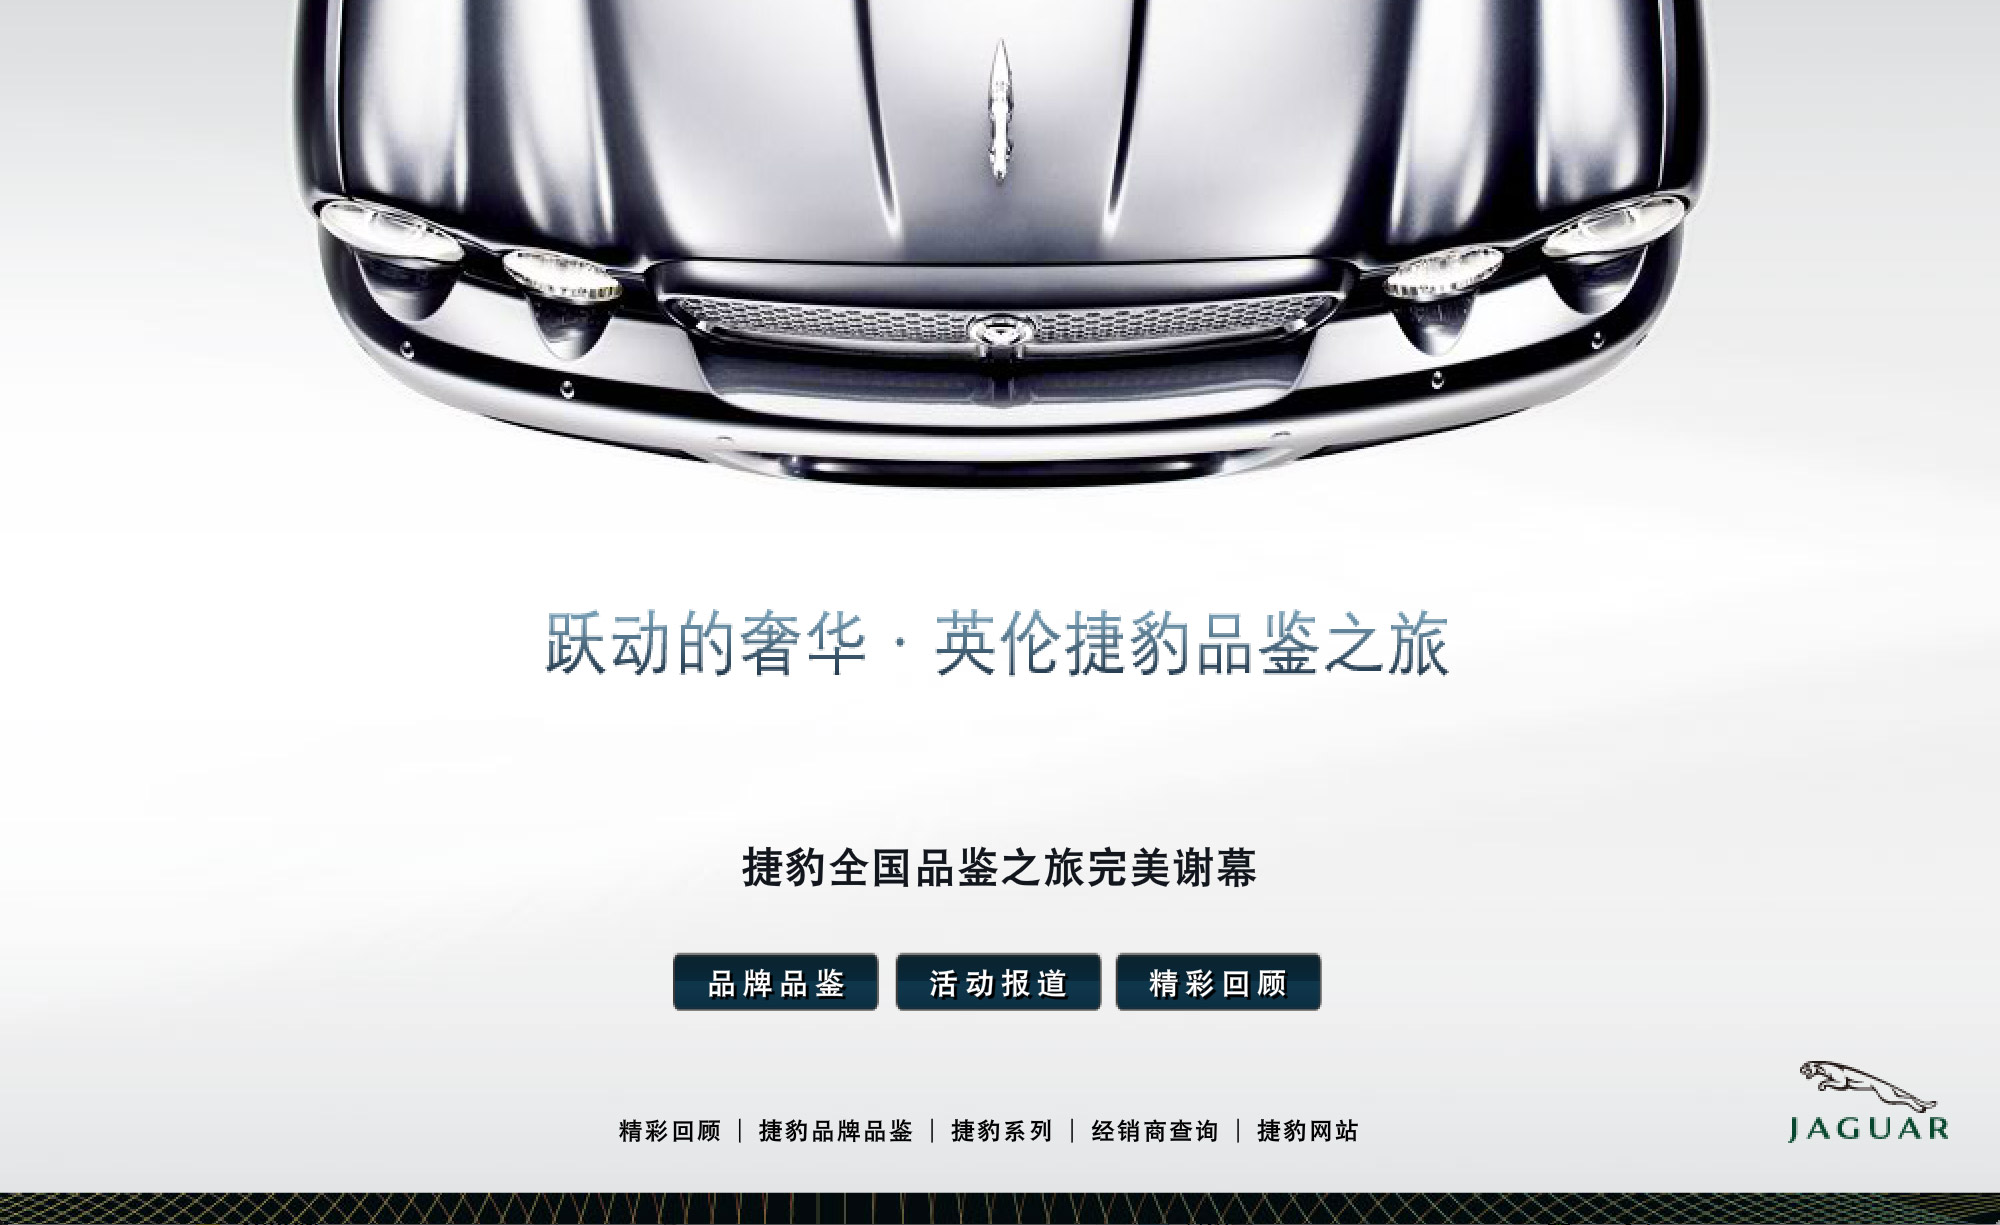 跃动的奢华·英伦捷豹品鉴之旅
捷豹全国品鉴之旅完美谢幕
品牌品鉴 活动报道 精彩回顾
精彩回顾 | 捷豹品牌品鉴 | 捷豹系列 | 经销商查询 | 捷豹网站
JAGUAR